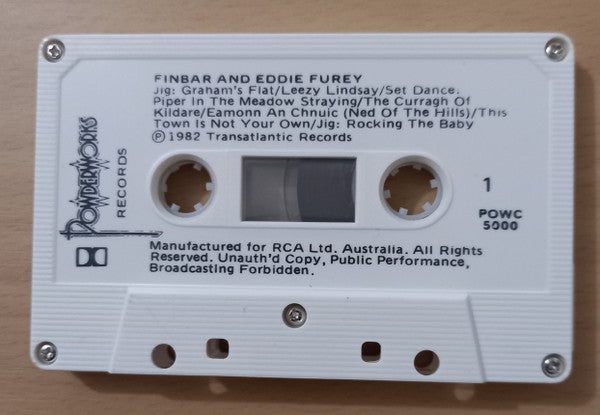 FINBAR AND EDDIE FUREY
Jig: Graham's Flat/Leezy Lindsay/Set Dance.
Piper In The Meadow Straying/The Curragh Of
Kildare/Eamonn An Chnuic (Ned Of The Hills)/This
Town Is Not Your Own/Jig: Rocking The Baby
℗1982 Transatlantic Records
POWDERWORKS
RECORDS
1
POWC
5000
Manufactured for RCA Ltd. Australia. All Rights
Reserved. Unauth'd Copy, Public Performance,
Broadcasting Forbidden.